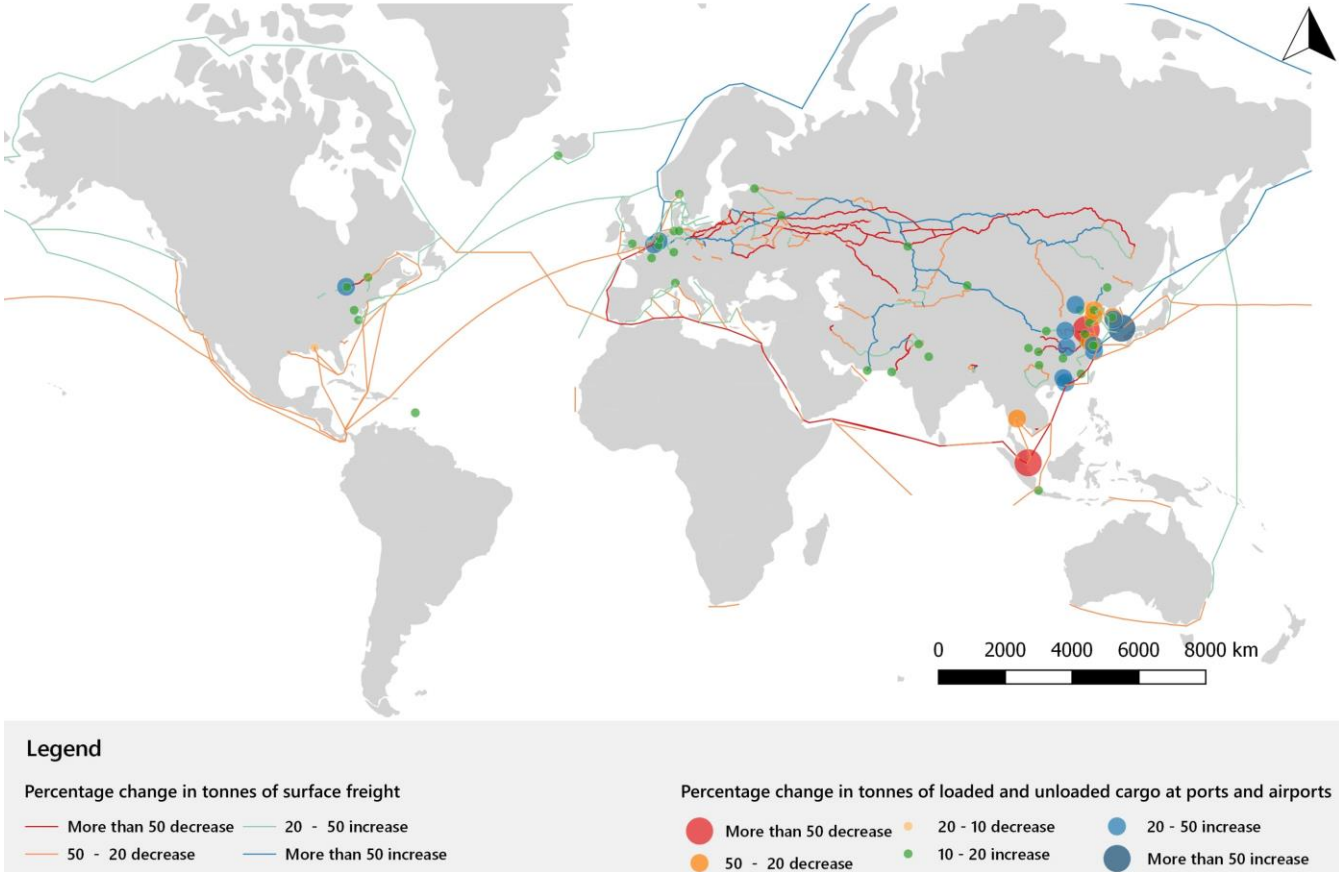 0 2000 4000 6000 8000 km
Legend
Percentage change in tonnes of surface freight
More than 50 decrease
20 - 50 increase
50 - 20 decrease
More than 50 increase
Percentage change in tonnes of loaded and unloaded cargo at ports and airports
More than 50 decrease
20 - 10 decrease
20 - 50 increase
50 - 20 decrease
10 - 20 increase
More than 50 increase